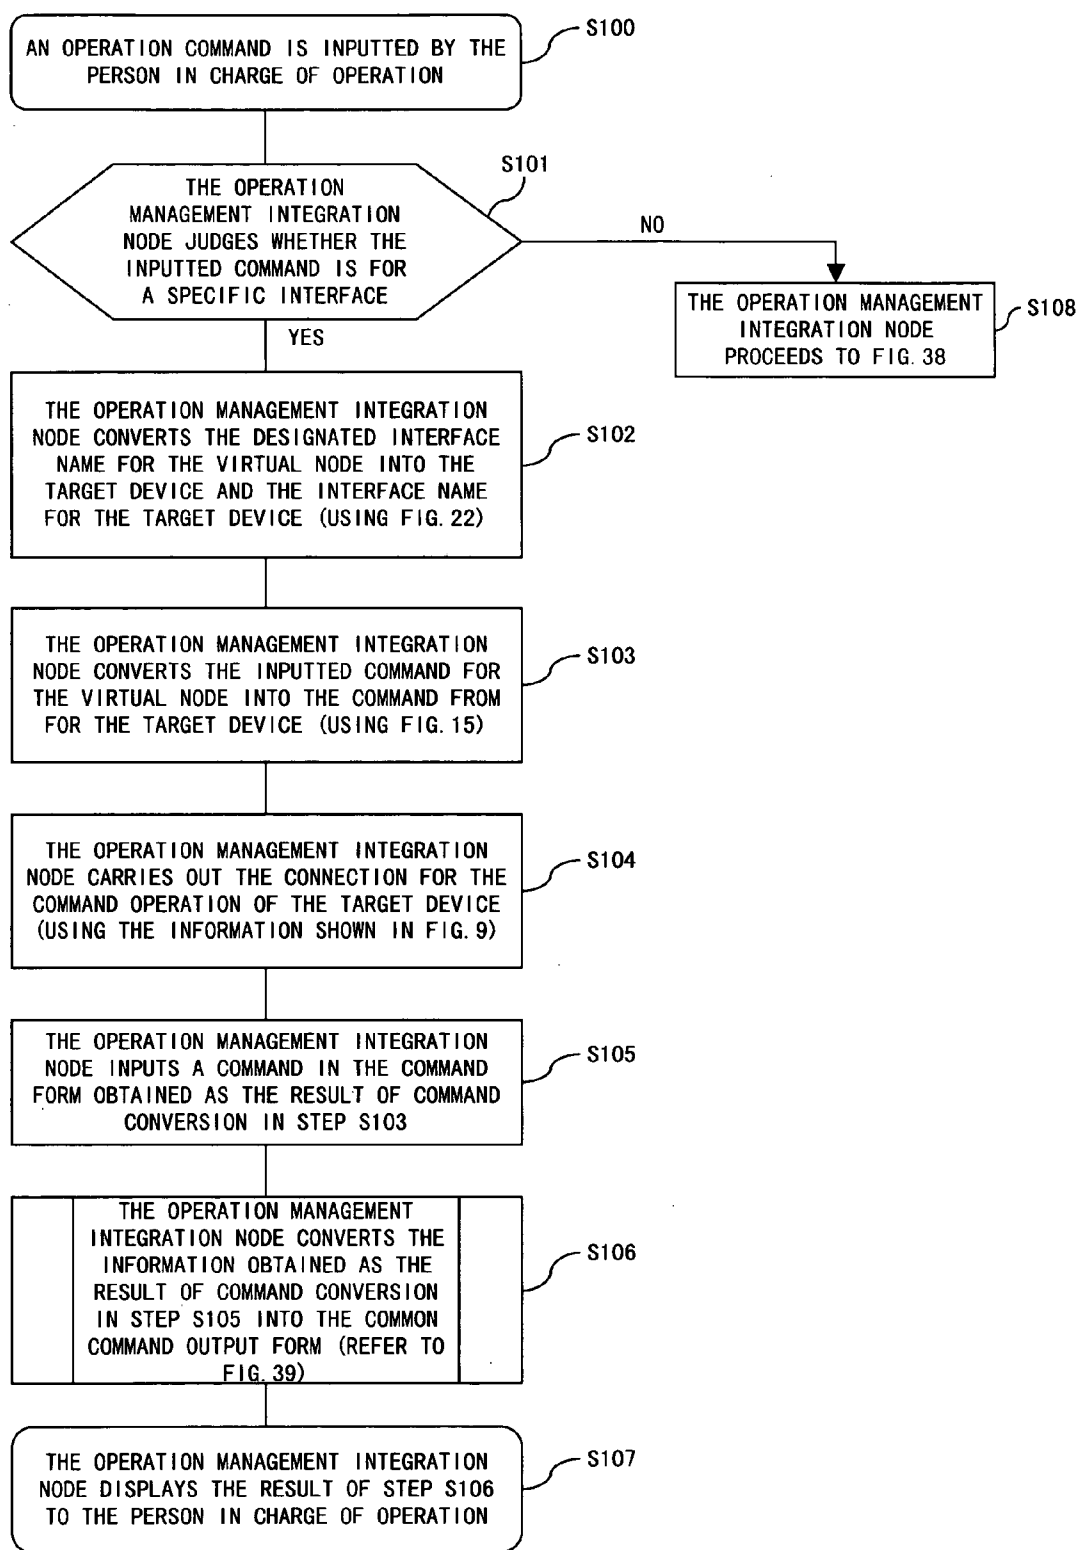 AN OPERATION COMMAND IS INPUTTED BY THE
PERSON IN CHARGE OF OPERATION
S100
THE OPERATION
MANAGEMENT INTEGRATION
NODE JUDGES WHETHER THE
INPUTTED COMMAND IS FOR
A SPECIFIC INTERFACE
S101
NO
YES
THE OPERATION MANAGEMENT
INTEGRATION NODE
PROCEEDS TO FIG. 38
S108
THE OPERATION MANAGEMENT INTEGRATION
NODE CONVERTS THE DESIGNATED INTERFACE
NAME FOR THE VIRTUAL NODE INTO THE
TARGET DEVICE AND THE INTERFACE NAME
FOR THE TARGET DEVICE (USING FIG. 22)
S102
THE OPERATION MANAGEMENT INTEGRATION
NODE CONVERTS THE INPUTTED COMMAND FOR
THE VIRTUAL NODE INTO THE COMMAND FROM
FOR THE TARGET DEVICE (USING FIG. 15)
S103
THE OPERATION MANAGEMENT INTEGRATION
NODE CARRIES OUT THE CONNECTION FOR THE
COMMAND OPERATION OF THE TARGET DEVICE
(USING THE INFORMATION SHOWN IN FIG. 9)
S104
THE OPERATION MANAGEMENT INTEGRATION
NODE INPUTS A COMMAND IN THE COMMAND
FORM OBTAINED AS THE RESULT OF COMMAND
CONVERSION IN STEP S103
S105
THE OPERATION MANAGEMENT
INTEGRATION NODE CONVERTS THE
INFORMATION OBTAINED AS THE
RESULT OF COMMAND CONVERSION
IN STEP S105 INTO THE COMMON
COMMAND OUTPUT FORM (REFER TO
FIG. 39)
S106
THE OPERATION MANAGEMENT INTEGRATION
NODE DISPLAYS THE RESULT OF STEP S106
TO THE PERSON IN CHARGE OF OPERATION
S107